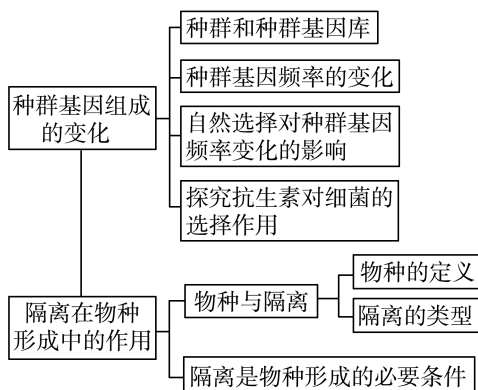 种群基因组成
的变化
种群和种群基因库
种群基因频率的变化
自然选择对种群基因
频率变化的影响
探究抗生素对细菌的
选择作用
隔离在物种
形成中的作用
物种与隔离
物种的定义
隔离的类型
隔离是物种形成的必要条件